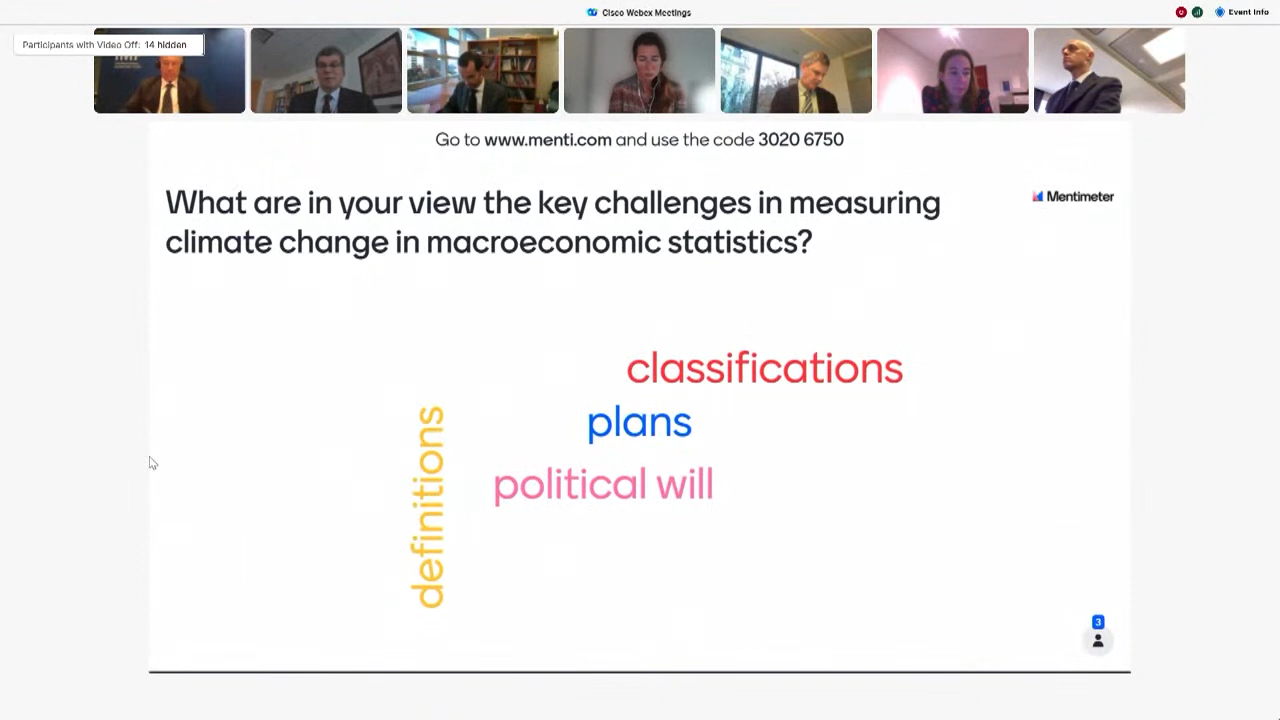 Cisco Webex Meetings
Event Info
Participants with Video Off: 14 hidden
Go to www.menti.com and use the code 3020 6750
What are in your view the key challenges in measuring
climate change in macroeconomic statistics?
Mentimeter
classifications
plans
political will
definitions
3